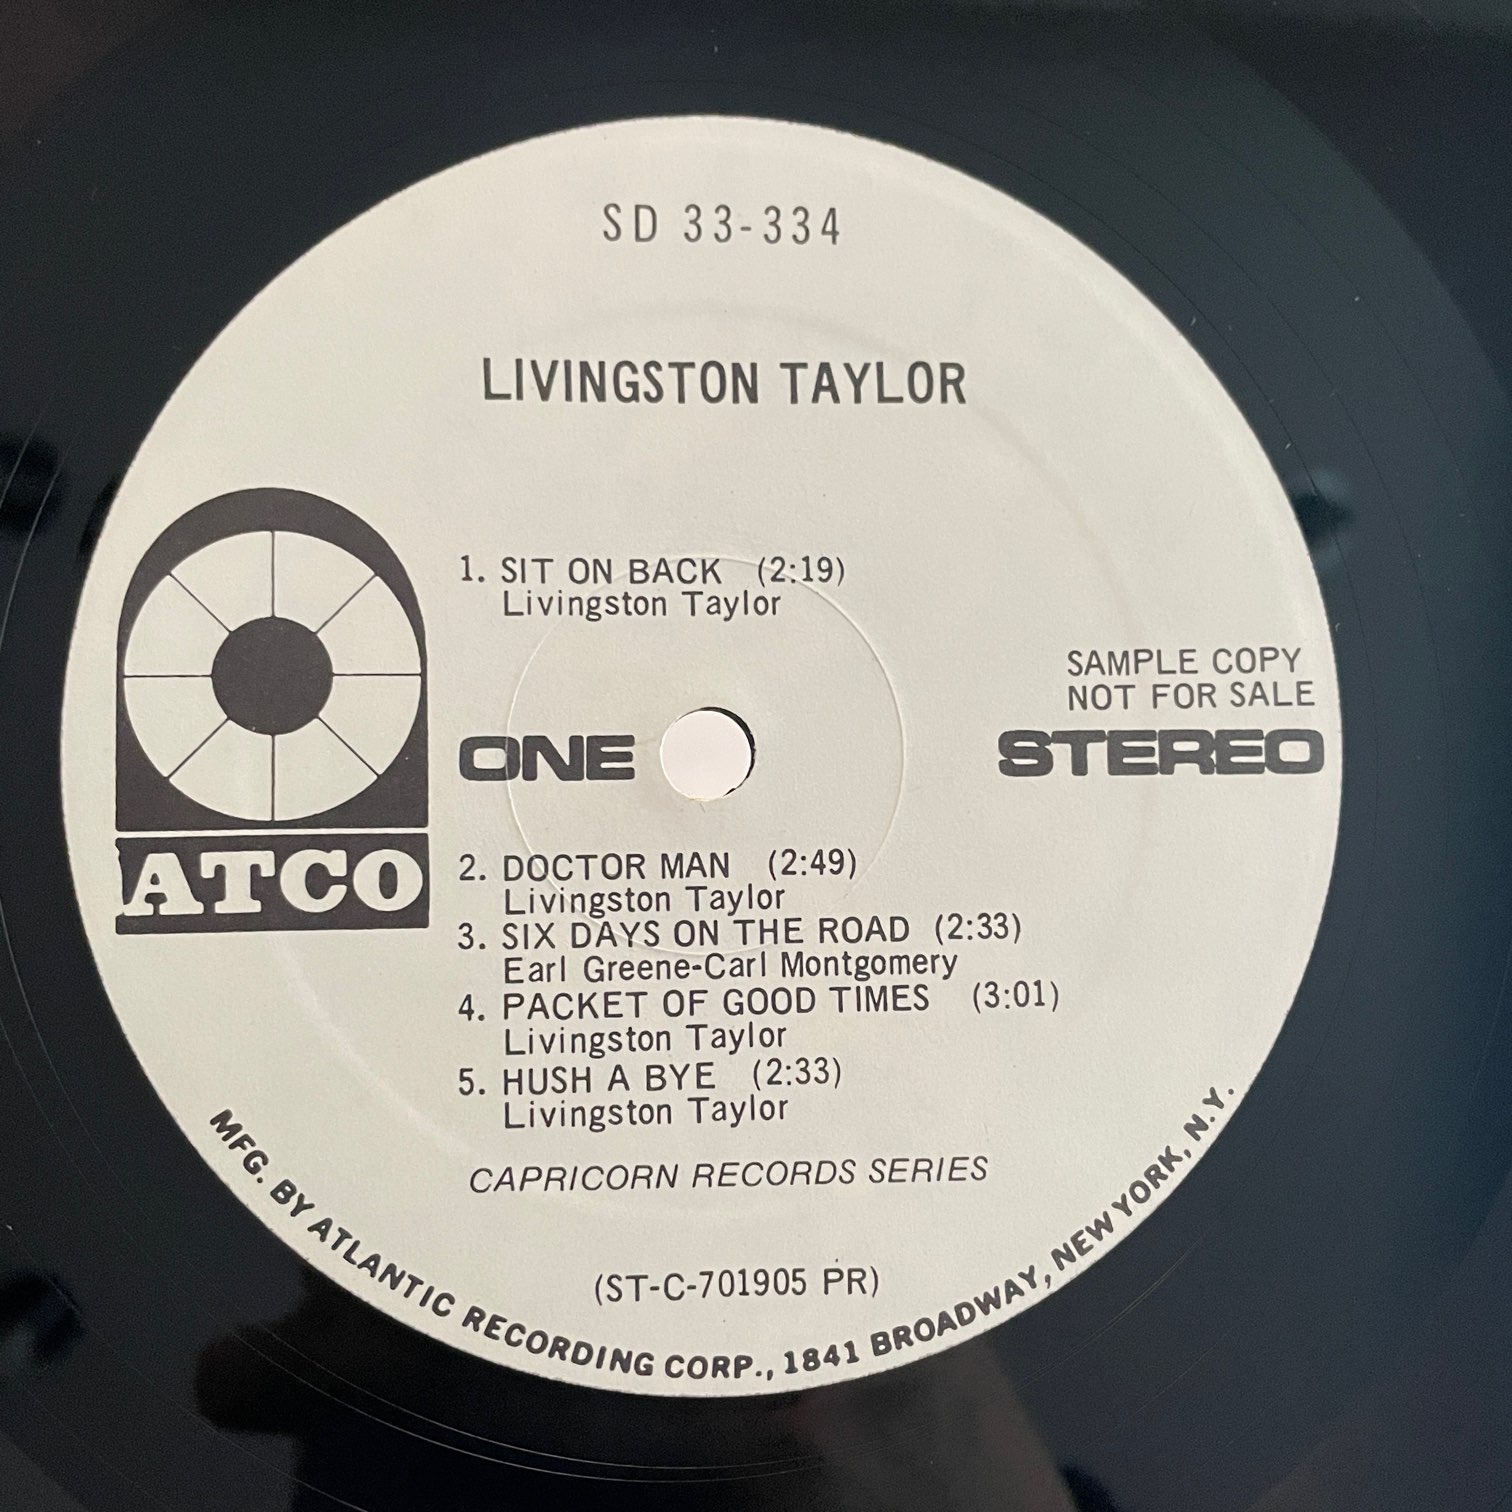 SD 33-334
LIVINGSTON TAYLOR
1. SIT ON BACK (2:19)
Livingston Taylor
SAMPLE COPY
NOT FOR SALE
ONE
STEREO
ATCO
2. DOCTOR MAN (2:49)
Livingston Taylor
3. SIX DAYS ON THE ROAD (2:33)
Earl Greene-Carl Montgomery
4. PACKET OF GOOD TIMES (3:01)
Livingston Taylor
5. HUSH A BYE (2:33)
Livingston Taylor
CAPRICORN RECORDS SERIES
(ST-C-701905 PR)
MFG. BY ATLANTIC RECORDING CORP., 1841 BROADWAY, NEW YORK, N.Y.